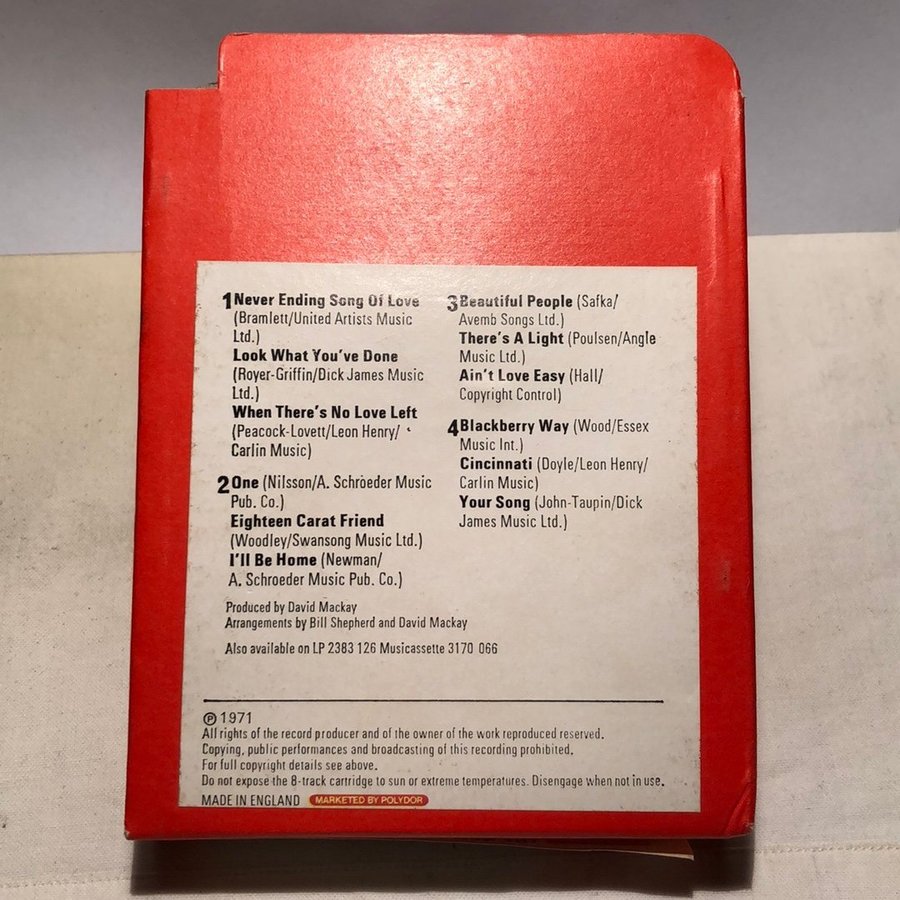 1 Never Ending Song Of Love
(Bramlett/United Artists Music
Ltd.)
Look What You've Done
(Royer-Griffin/Dick James Music
Ltd.)
When There's No Love Left
(Peacock-Lovett/Leon Henry/
Carlin Music)
2 One (Nilsson/A. Schroeder Music
Pub. Co.)
Eighteen Carat Friend
(Woodley/Swansong Music Ltd.)
I'll Be Home (Newman/
A. Schroeder Music Pub. Co.)
3 Beautiful People (Safka/
Avemb Songs Ltd.)
There's A Light (Poulsen/Angle
Music Ltd.)
Ain't Love Easy (Hall/
Copyright Control)
4 Blackberry Way (Wood/Essex
Music Int.)
Cincinnati (Doyle/Leon Henry/
Carlin Music)
Your Song (John-Taupin/Dick
James Music Ltd.)
Produced by David Mackay
Arrangements by Bill Shepherd and David Mackay
Also available on LP 2383 126 Musicassette 3170 066
℗ 1971
All rights of the record producer and of the owner of the work reproduced reserved.
Copying, public performances and broadcasting of this recording prohibited.
For full copyright details see above.
Do not expose the 8-track cartridge to sun or extreme temperatures. Disengage when not in use.
MADE IN ENGLAND MARKETED BY POLYDOR